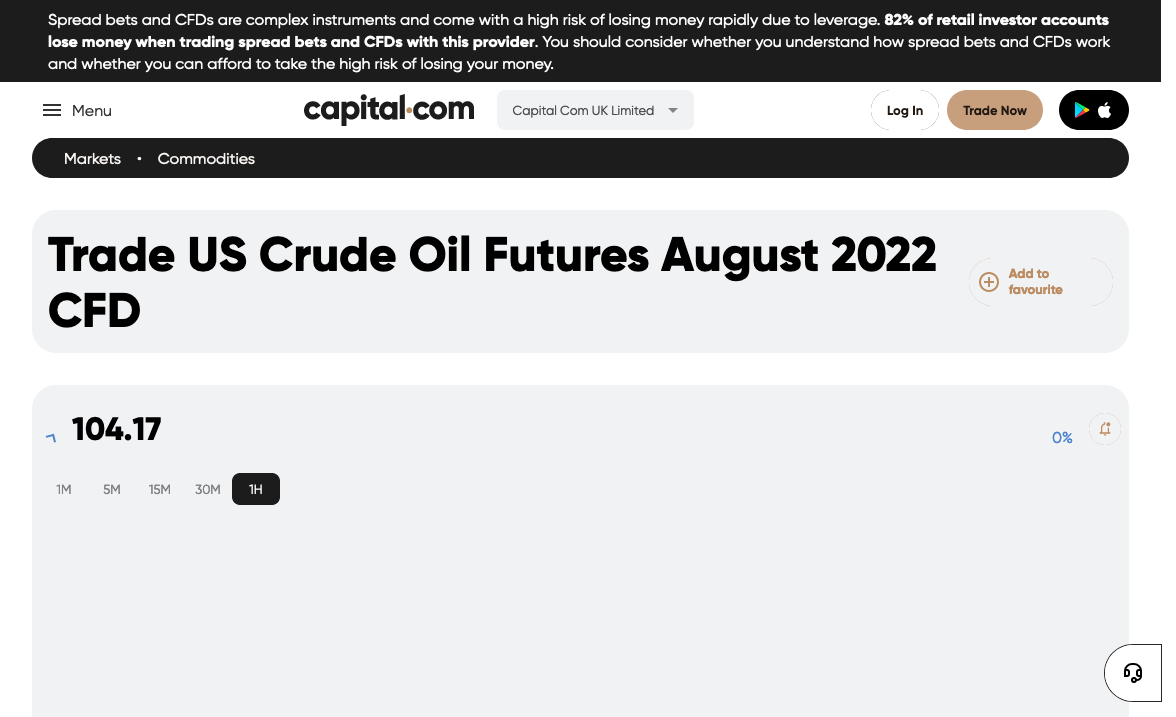 Spread bets and CFDs are complex instruments and come with a high risk of losing money rapidly due to leverage. 82% of retail investor accounts
lose money when trading spread bets and CFDs with this provider. You should consider whether you understand how spread bets and CFDs work
and whether you can afford to take the high risk of losing your money.
Menu
capital.com
Capital Com UK Limited
Log In
Trade Now
Markets • Commodities
Trade US Crude Oil Futures August 2022
CFD
Add to
favourite
104.17
0%
1M 5M 15M 30M 1H